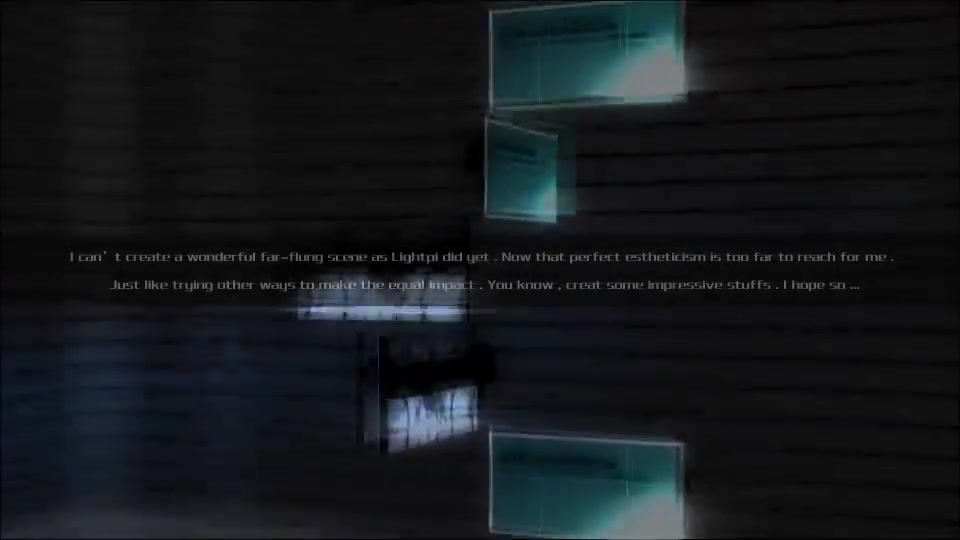 I can't create a wonderful far-flung scene as Lightpi did yet . Now that perfect estheticism is too far to reach for me .
Just like trying other ways to make the equal impact . You know , creat some impressive stuffs . I hope so ...